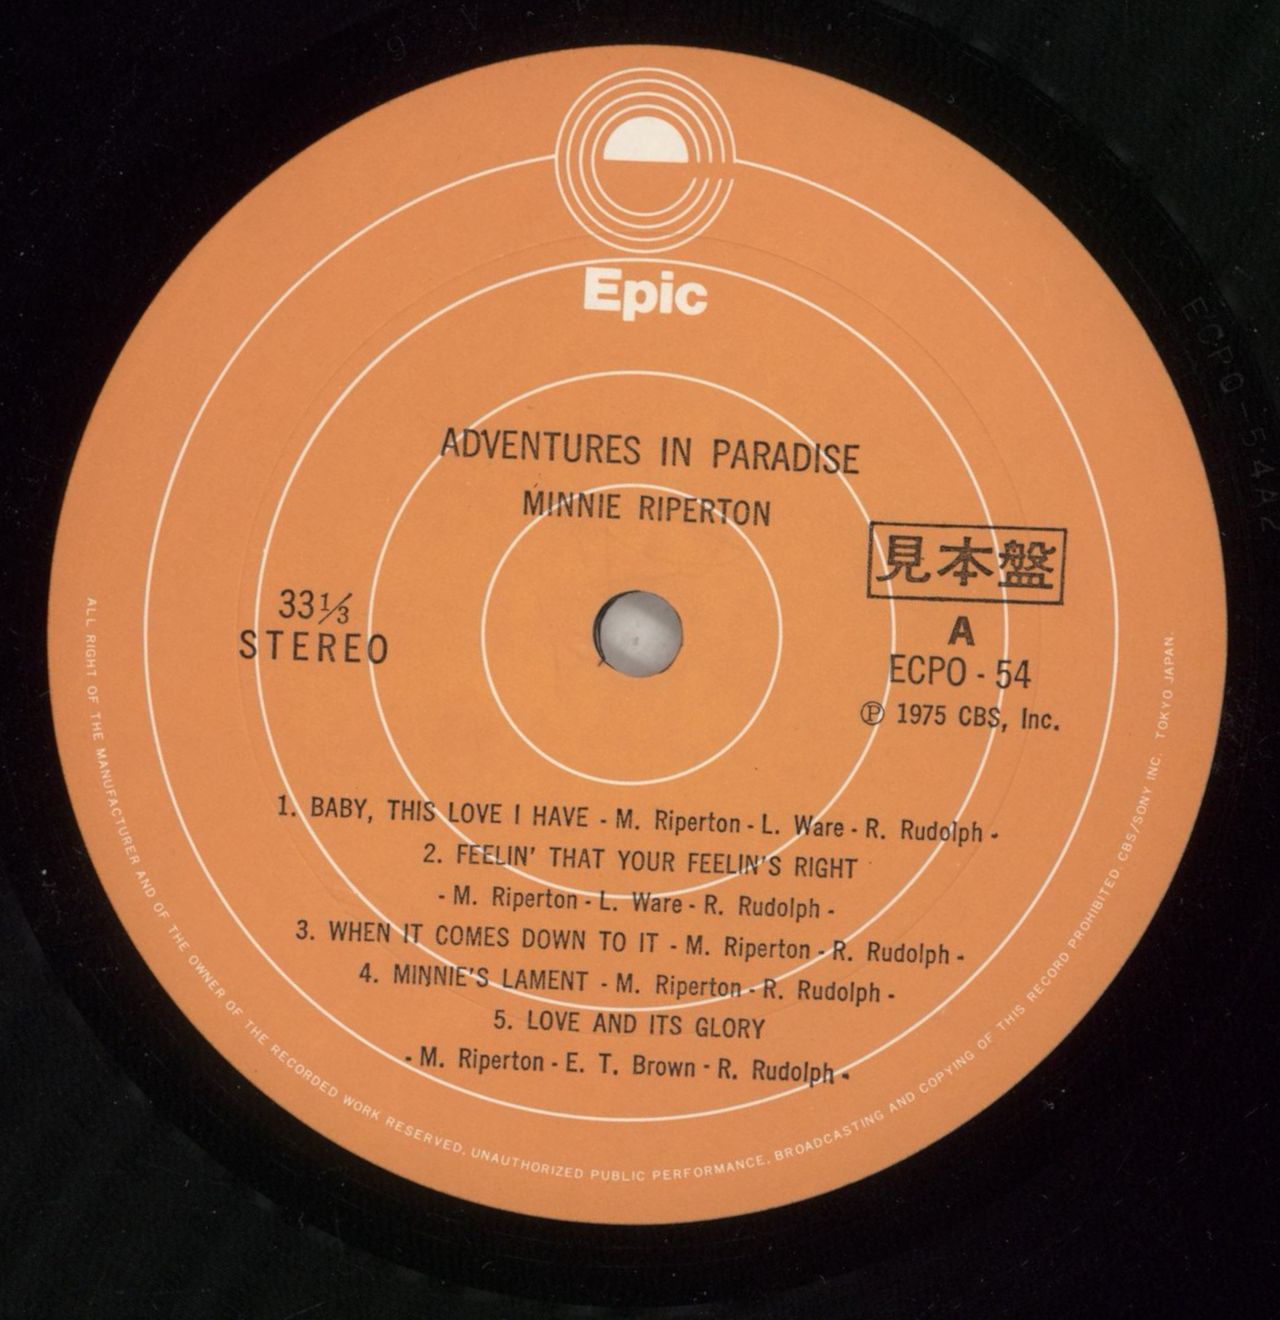 Epic
ADVENTURES IN PARADISE
MINNIE RIPERTON
見本盤
33 1/3
STEREO
A
ECPO - 54
℗ 1975 CBS, Inc.
1. BABY, THIS LOVE I HAVE - M. Riperton - L. Ware - R. Rudolph -
2. FEELIN' THAT YOUR FEELIN'S RIGHT
- M. Riperton - L. Ware - R. Rudolph -
3. WHEN IT COMES DOWN TO IT - M. Riperton - R. Rudolph -
4. MINNIE'S LAMENT - M. Riperton - R. Rudolph -
5. LOVE AND ITS GLORY
- M. Riperton - E. T. Brown - R. Rudolph -
ALL RIGHT OF THE MANUFACTURER AND OF THE OWNER OF THE RECORDED WORK RESERVED. UNAUTHORIZED PUBLIC PERFORMANCE. BROADCASTING AND COPYING OF THIS RECORD PROHIBITED. CBS/SONY INC. TOKYO JAPAN.
ECPO-54A2